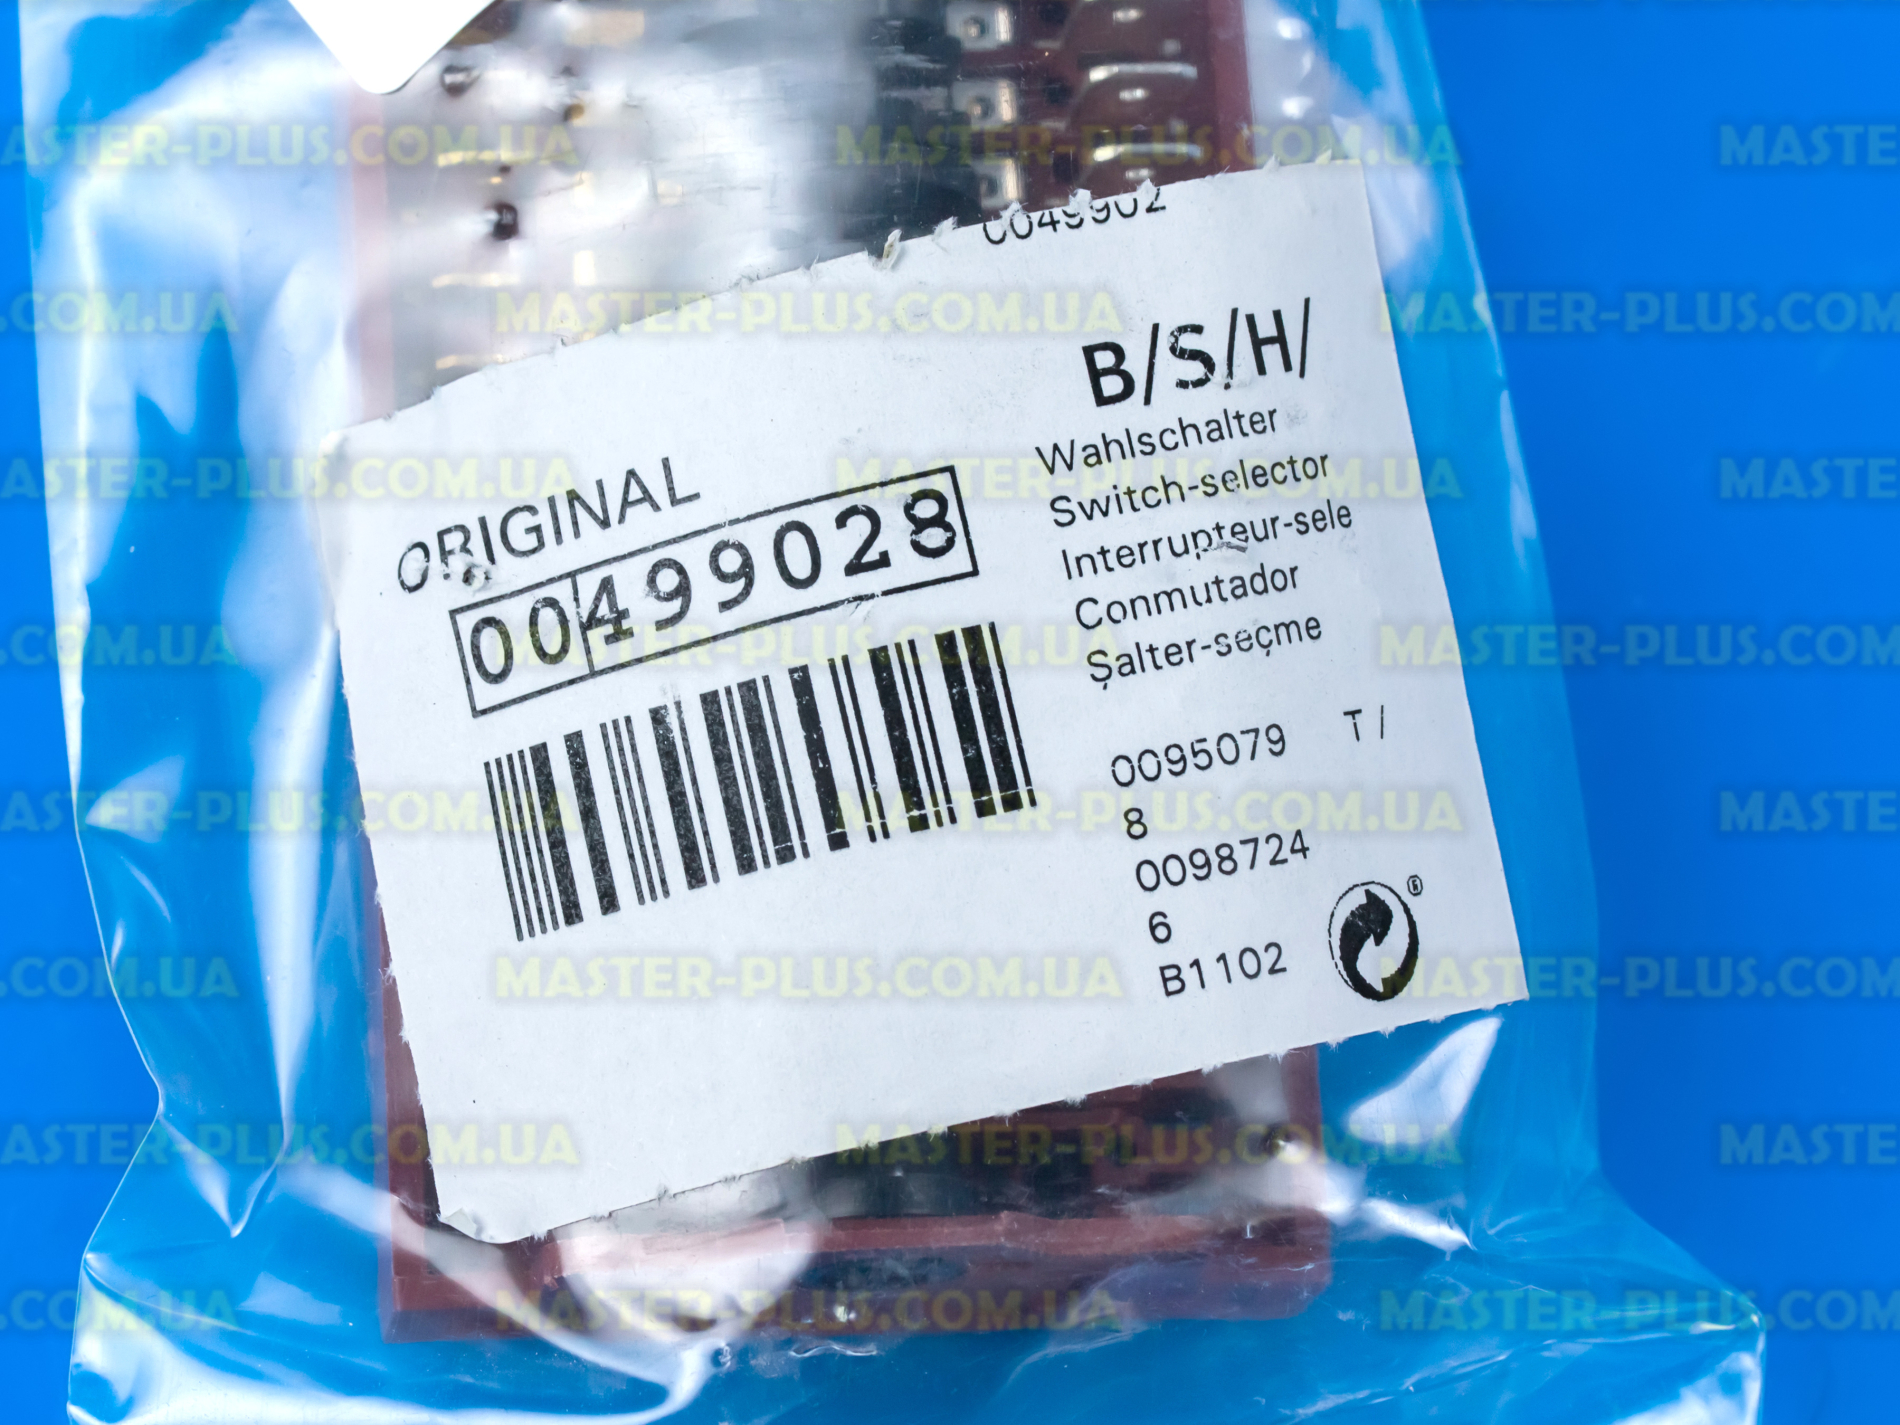 0049902
B/S/H/
Wahlschalter
Switch-selector
Interrupteur-sele
Conmutador
Şalter-seçme
ORIGINAL
00499028
0095079 T /
8
0098724
6
B1102
MASTER-PLUS.COM.UA